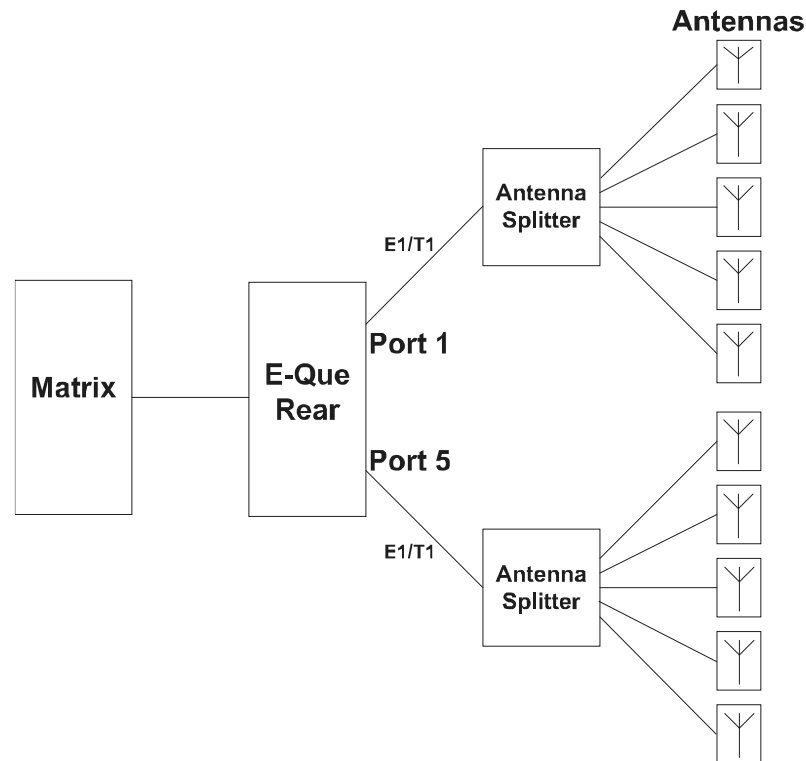 Antennas
Antenna
Splitter
E1/T1
Port 1
Matrix
E-Que
Rear
Port 5
E1/T1
Antenna
Splitter